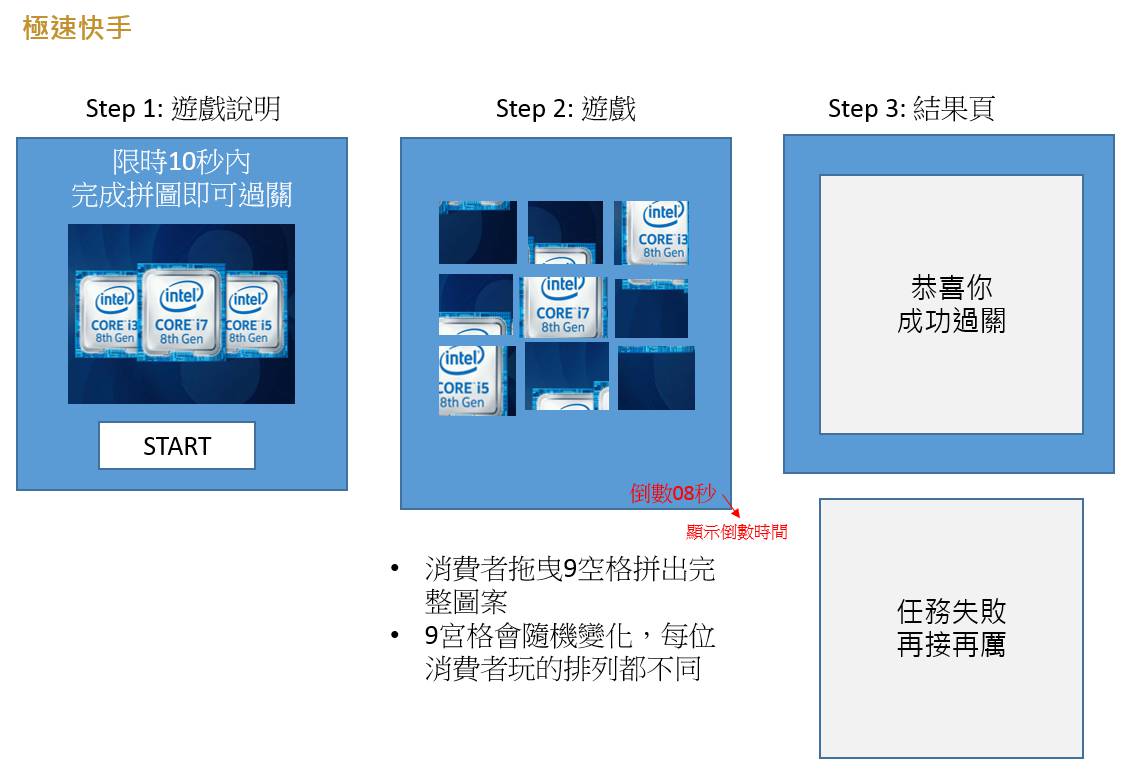 極速快手
Step 1: 遊戲說明
限時10秒內
完成拼圖即可過關
intel
CORE i3
8th Gen
intel
CORE i7
8th Gen
intel
CORE i5
8th Gen
START
Step 2: 遊戲
intel
CORE i3
8th Gen
intel
CORE i7
8th Gen
intel
CORE i5
8th Gen
倒數08秒
顯示倒數時間
• 消費者拖曳9空格拼出完
整圖案
• 9宮格會隨機變化，每位
消費者玩的排列都不同
Step 3: 結果頁
恭喜你
成功過關
任務失敗
再接再厲